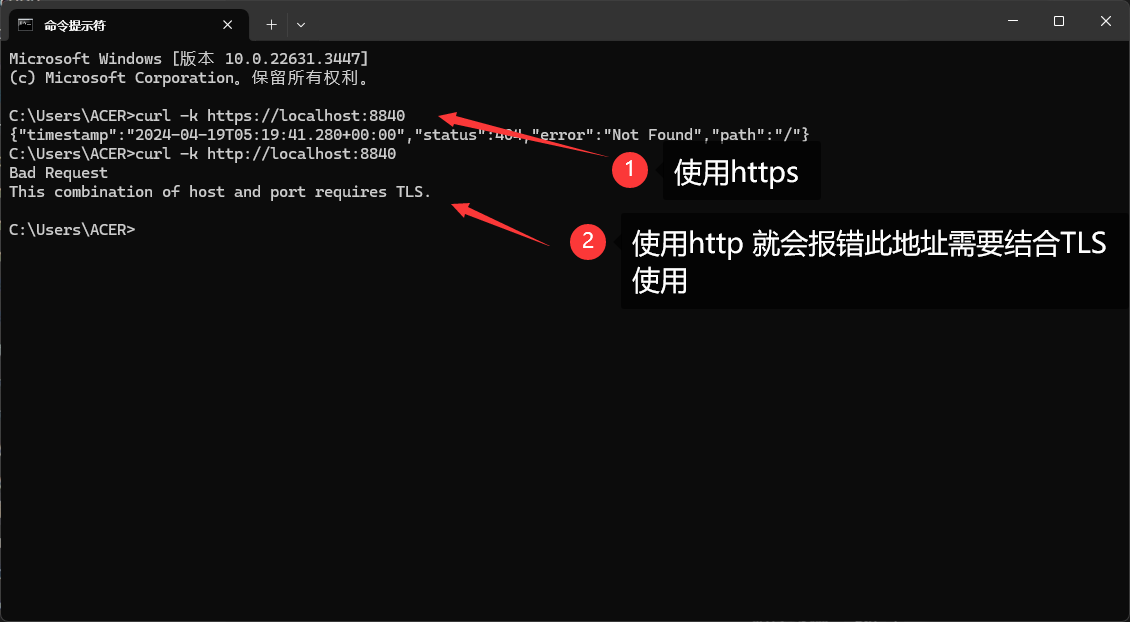 命令提示符
Microsoft Windows [版本 10.0.22631.3447]
(c) Microsoft Corporation。保留所有权利。
C:\Users\ACER>curl -k https://localhost:8840
{"timestamp":"2024-04-19T05:19:41.280+00:00","status":404,"error":"Not Found","path":"/"}
C:\Users\ACER>curl -k http://localhost:8840
Bad Request
This combination of host and port requires TLS.
C:\Users\ACER>
1 使用https
2 使用http 就会报错此地址需要结合TLS
使用